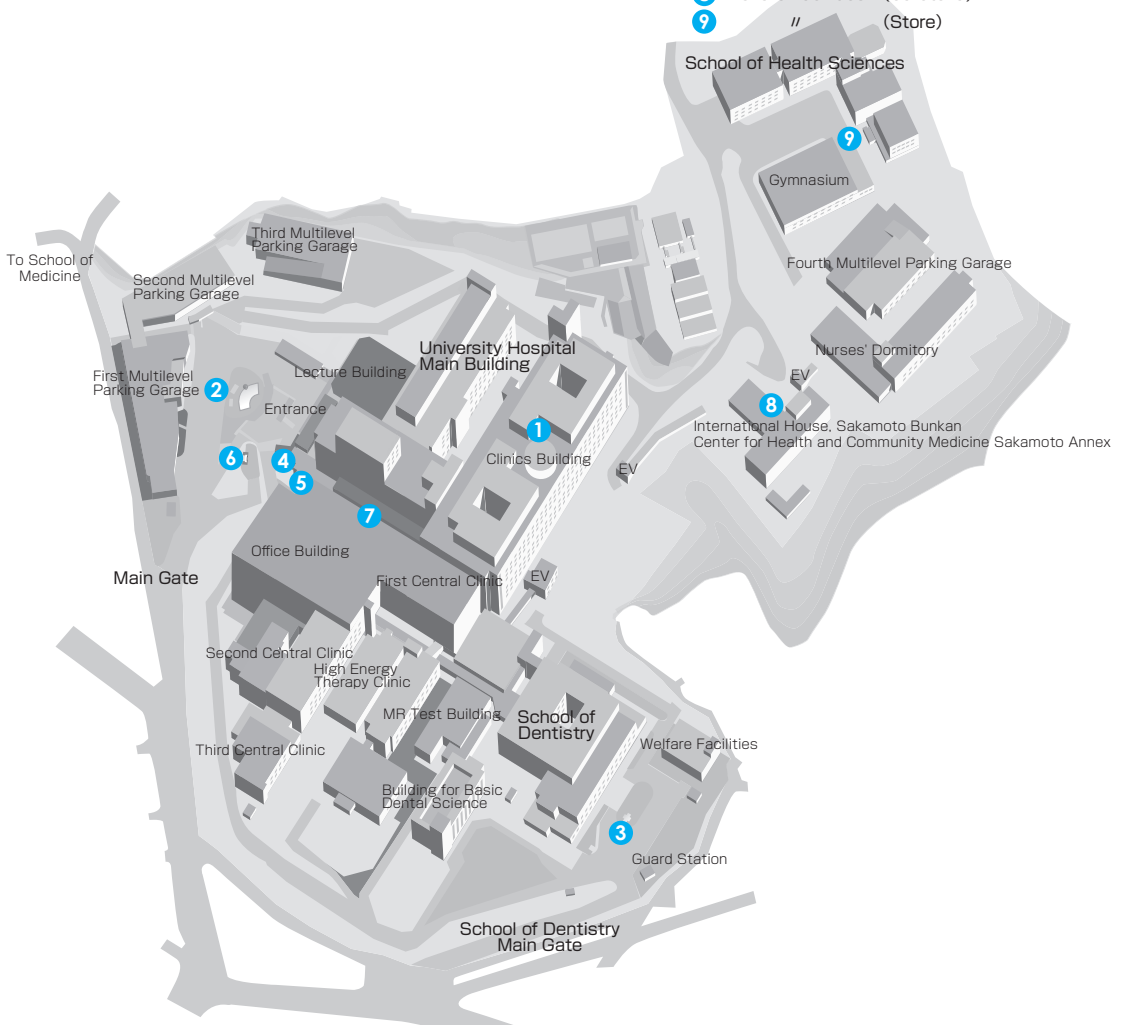 9 〃 (Store)
School of Health Sciences
9
Gymnasium
Third Multilevel
Parking Garage
To School of
Medicine
Second Multilevel
Parking Garage
Fourth Multilevel Parking Garage
University Hospital
Main Building
Nurses' Dormitory
Lecture Building
First Multilevel
Parking Garage
2
EV
Entrance
8
International House, Sakamoto Bunkan
Center for Health and Community Medicine Sakamoto Annex
1
Clinics Building
6
4
5
EV
7
Office Building
Main Gate
First Central Clinic
EV
Second Central Clinic
High Energy
Therapy Clinic
MR Test Building
School of
Dentistry
Third Central Clinic
Welfare Facilities
Building for Basic
Dental Science
3
Guard Station
School of Dentistry
Main Gate